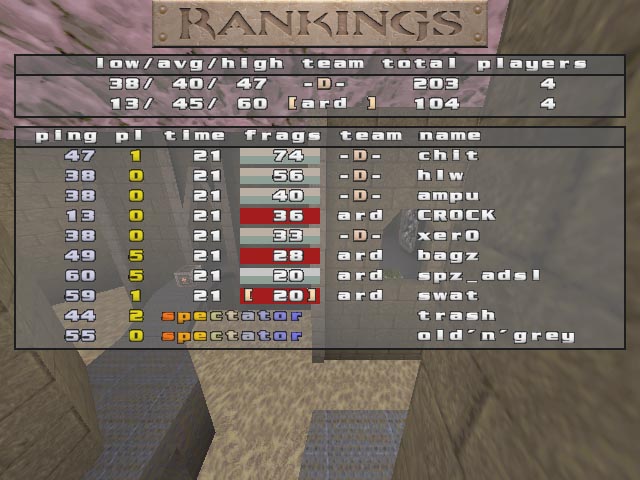 RANKINGS
low/avg/high team total players
38/ 40/ 47 -D- 203 4
13/ 45/ 60 [ard ] 104 4
ping pl time frags team name
47 1 21 74 -D- chit
38 0 21 56 -D- hlw
38 0 21 40 -D- ampu
13 0 21 36 ard CROCK
38 0 21 33 -D- xer0
49 5 21 28 ard bagz
60 5 21 20 ard spz_adsl
59 1 21 [ 20] ard swat
44 2 spectator trash
55 0 spectator old´n´grey